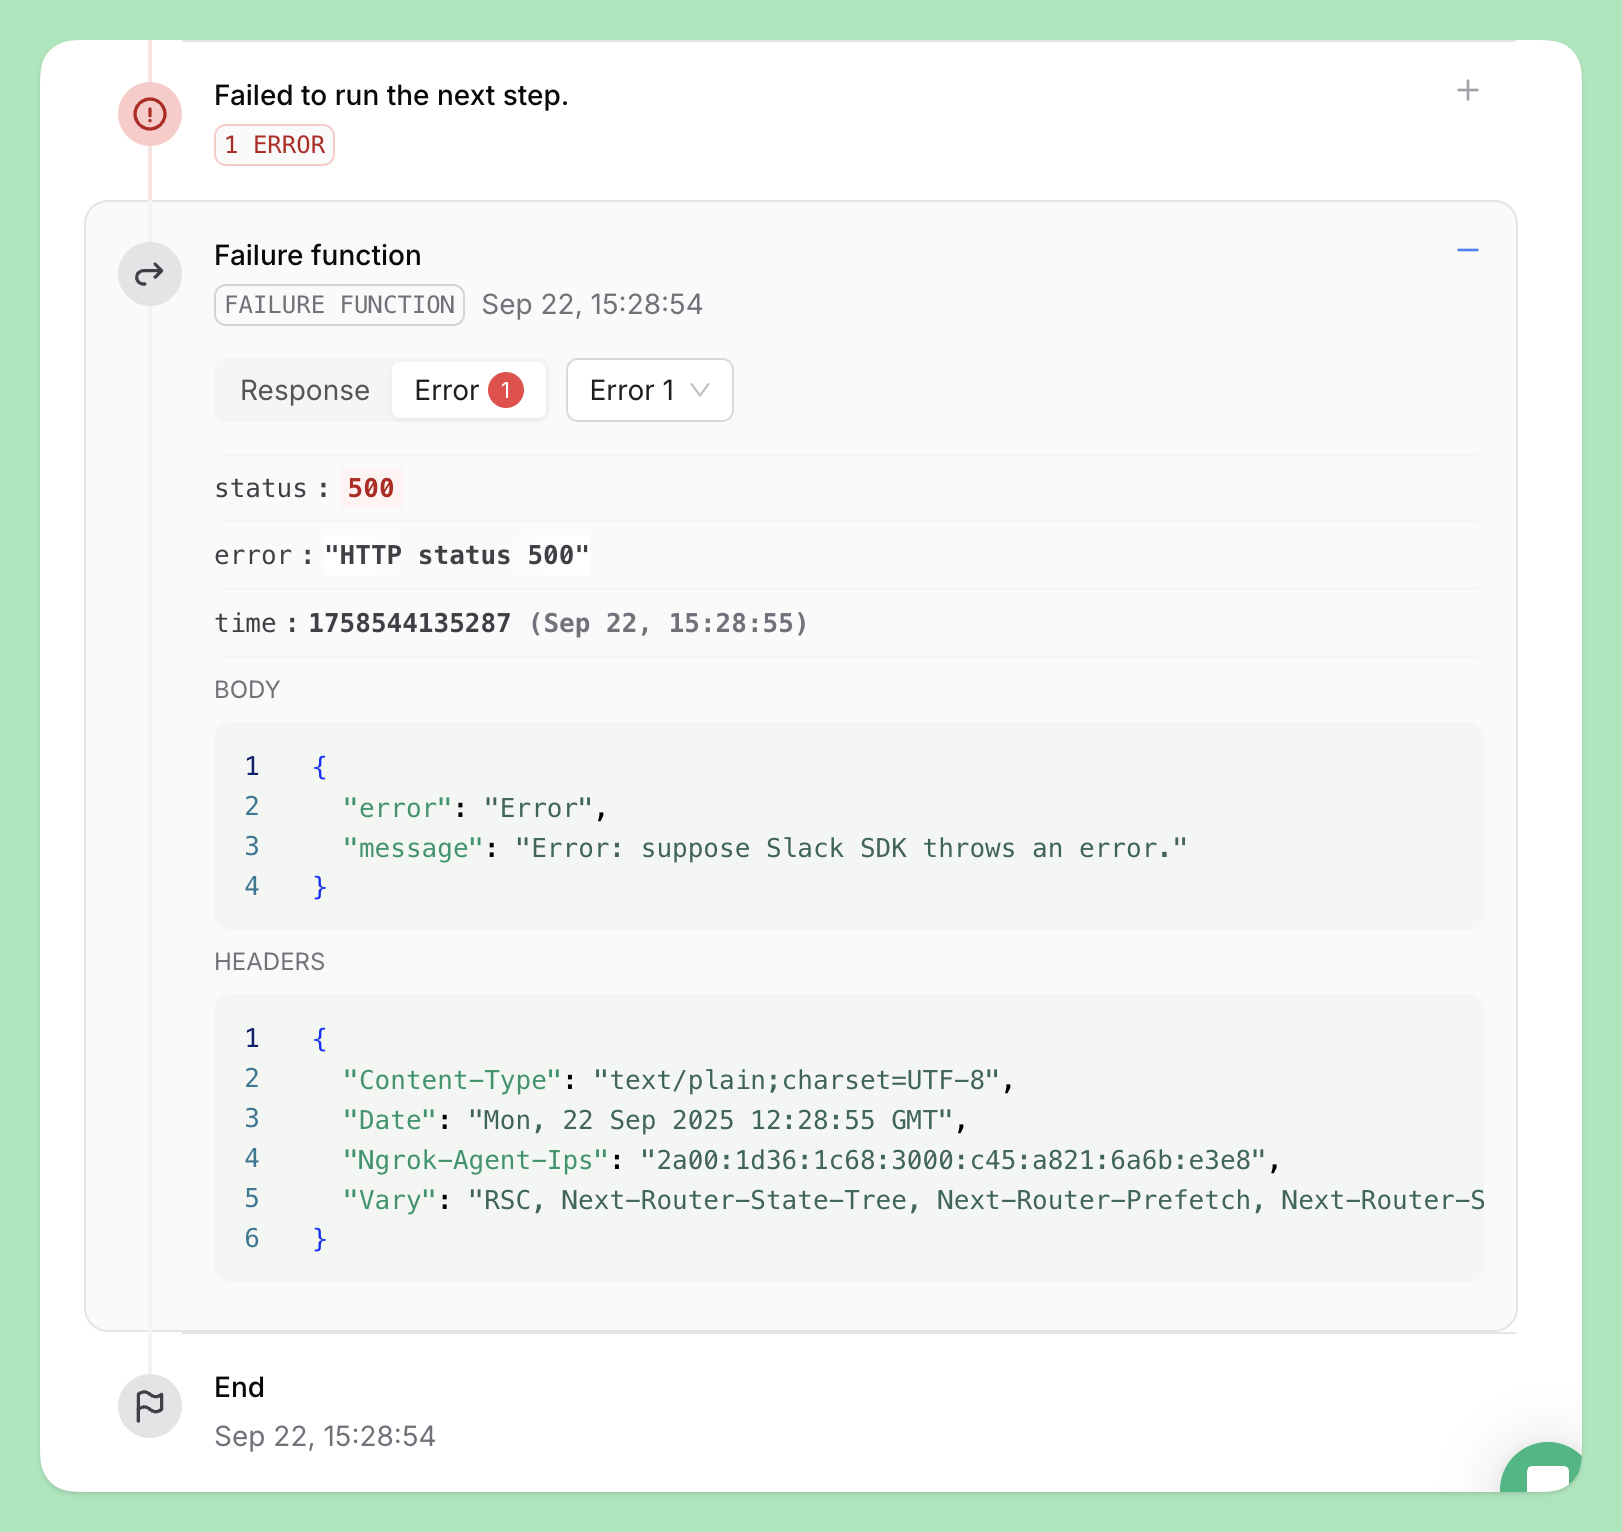 Failed to run the next step.
1 ERROR
Failure function
FAILURE FUNCTION Sep 22, 15:28:54
Response Error 1 Error 1
status : 500
error : "HTTP status 500"
time : 1758544135287 (Sep 22, 15:28:55)
BODY
1 {
2 "error": "Error",
3 "message": "Error: suppose Slack SDK throws an error."
4 }
HEADERS
1 {
2 "Content-Type": "text/plain;charset=UTF-8",
3 "Date": "Mon, 22 Sep 2025 12:28:55 GMT",
4 "Ngrok-Agent-Ips": "2a00:1d36:1c68:3000:c45:a821:6a6b:e3e8",
5 "Vary": "RSC, Next-Router-State-Tree, Next-Router-Prefetch, Next-Router-S
6 }
End
Sep 22, 15:28:54